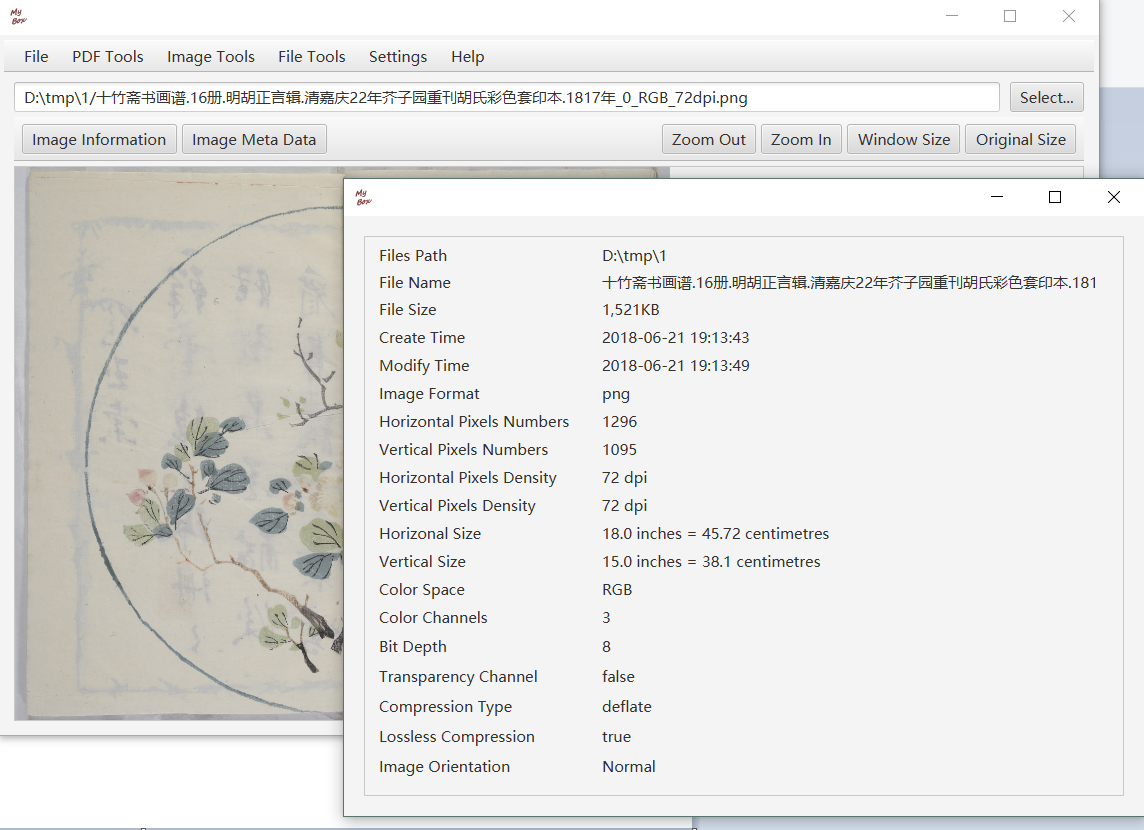 My
Box
File PDF Tools Image Tools File Tools Settings Help
D:\tmp\1/十竹斋书画谱.16册.明胡正言辑.清嘉庆22年芥子园重刊胡氏彩色套印本.1817年_0_RGB_72dpi.png Select...
Image Information Image Meta Data Zoom Out Zoom In Window Size Original Size
My
Box
Files Path D:\tmp\1
File Name 十竹斋书画谱.16册.明胡正言辑.清嘉庆22年芥子园重刊胡氏彩色套印本.181
File Size 1,521KB
Create Time 2018-06-21 19:13:43
Modify Time 2018-06-21 19:13:49
Image Format png
Horizontal Pixels Numbers 1296
Vertical Pixels Numbers 1095
Horizontal Pixels Density 72 dpi
Vertical Pixels Density 72 dpi
Horizonal Size 18.0 inches = 45.72 centimetres
Vertical Size 15.0 inches = 38.1 centimetres
Color Space RGB
Color Channels 3
Bit Depth 8
Transparency Channel false
Compression Type deflate
Lossless Compression true
Image Orientation Normal